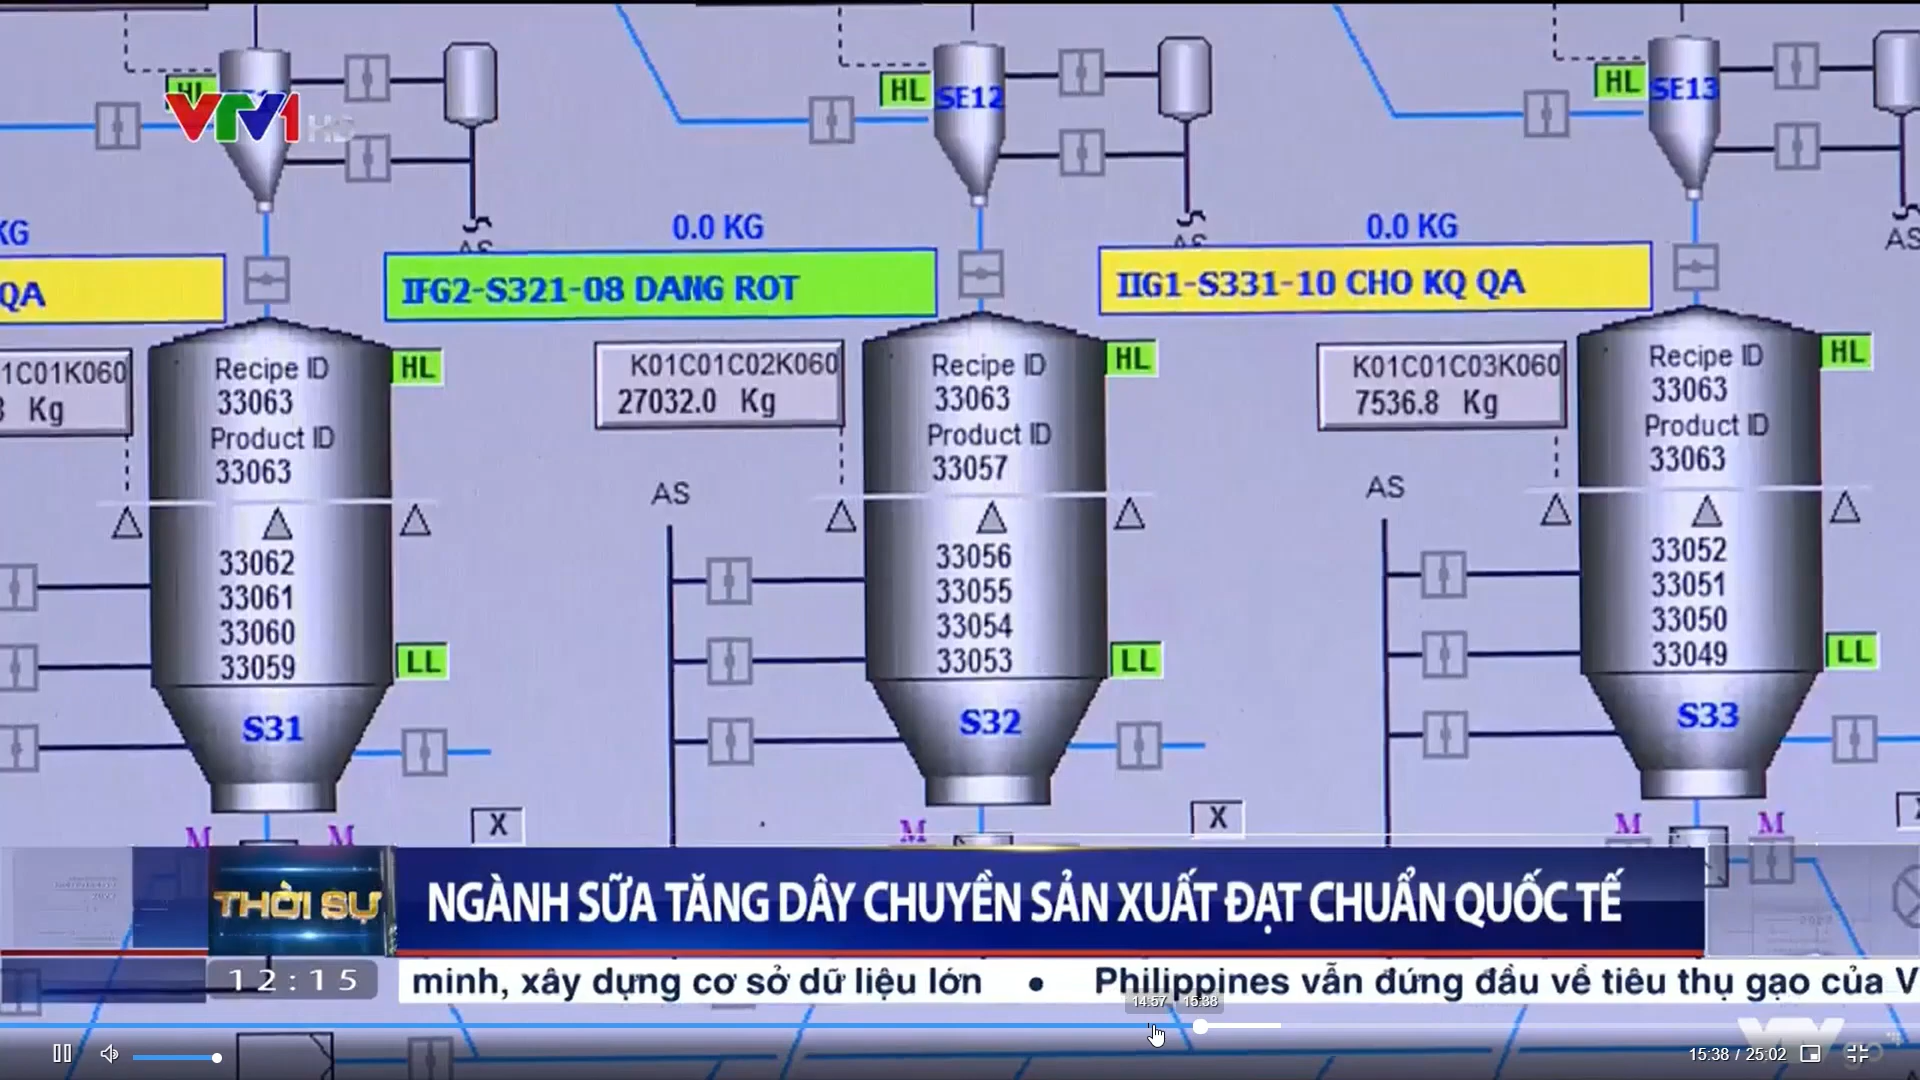 HL
VTV1 HD
HL
SE12
HL
SE13
KG
0.0 KG
0.0 KG
AS
AS
AS
QA
IFG2-S321-08 DANG ROT
IIG1-S331-10 CHO KQ QA
1C01K060
Kg
Recipe ID
33063
Product ID
33063
HL
K01C01C02K060
27032.0 Kg
Recipe ID
33063
Product ID
33057
HL
K01C01C03K060
7536.8 Kg
Recipe ID
33063
Product ID
33063
HL
AS
AS
33062
33061
33060
33059
LL
S31
33056
33055
33054
33053
LL
S32
33052
33051
33050
33049
LL
S33
M
M
X
M
X
M
M
THỜI SỰ
NGÀNH SỮA TĂNG DÂY CHUYỀN SẢN XUẤT ĐẠT CHUẨN QUỐC TẾ
12:15
minh, xây dựng cơ sở dữ liệu lớn • Philippines vẫn đứng đầu về tiêu thụ gạo của V
14:57
15:38
15:38 / 25:02